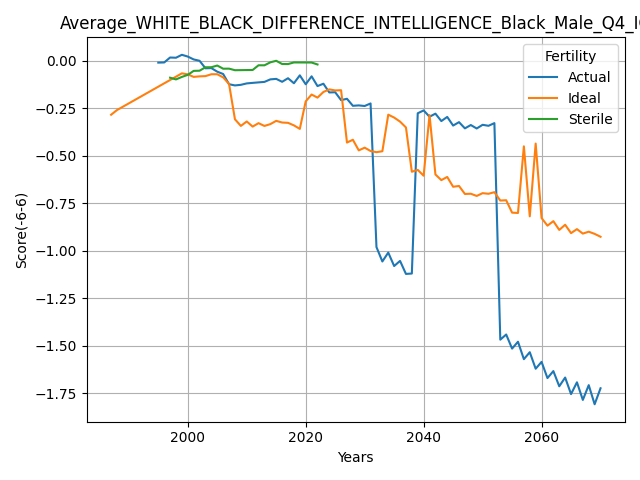 Average_WHITE_BLACK_DIFFERENCE_INTELLIGENCE_Black_Male_Q4_I
Score(-6-6)
0.00
−0.25
−0.50
−0.75
−1.00
−1.25
−1.50
−1.75
Fertility
Actual
Ideal
Sterile
2000 2020 2040 2060
Years